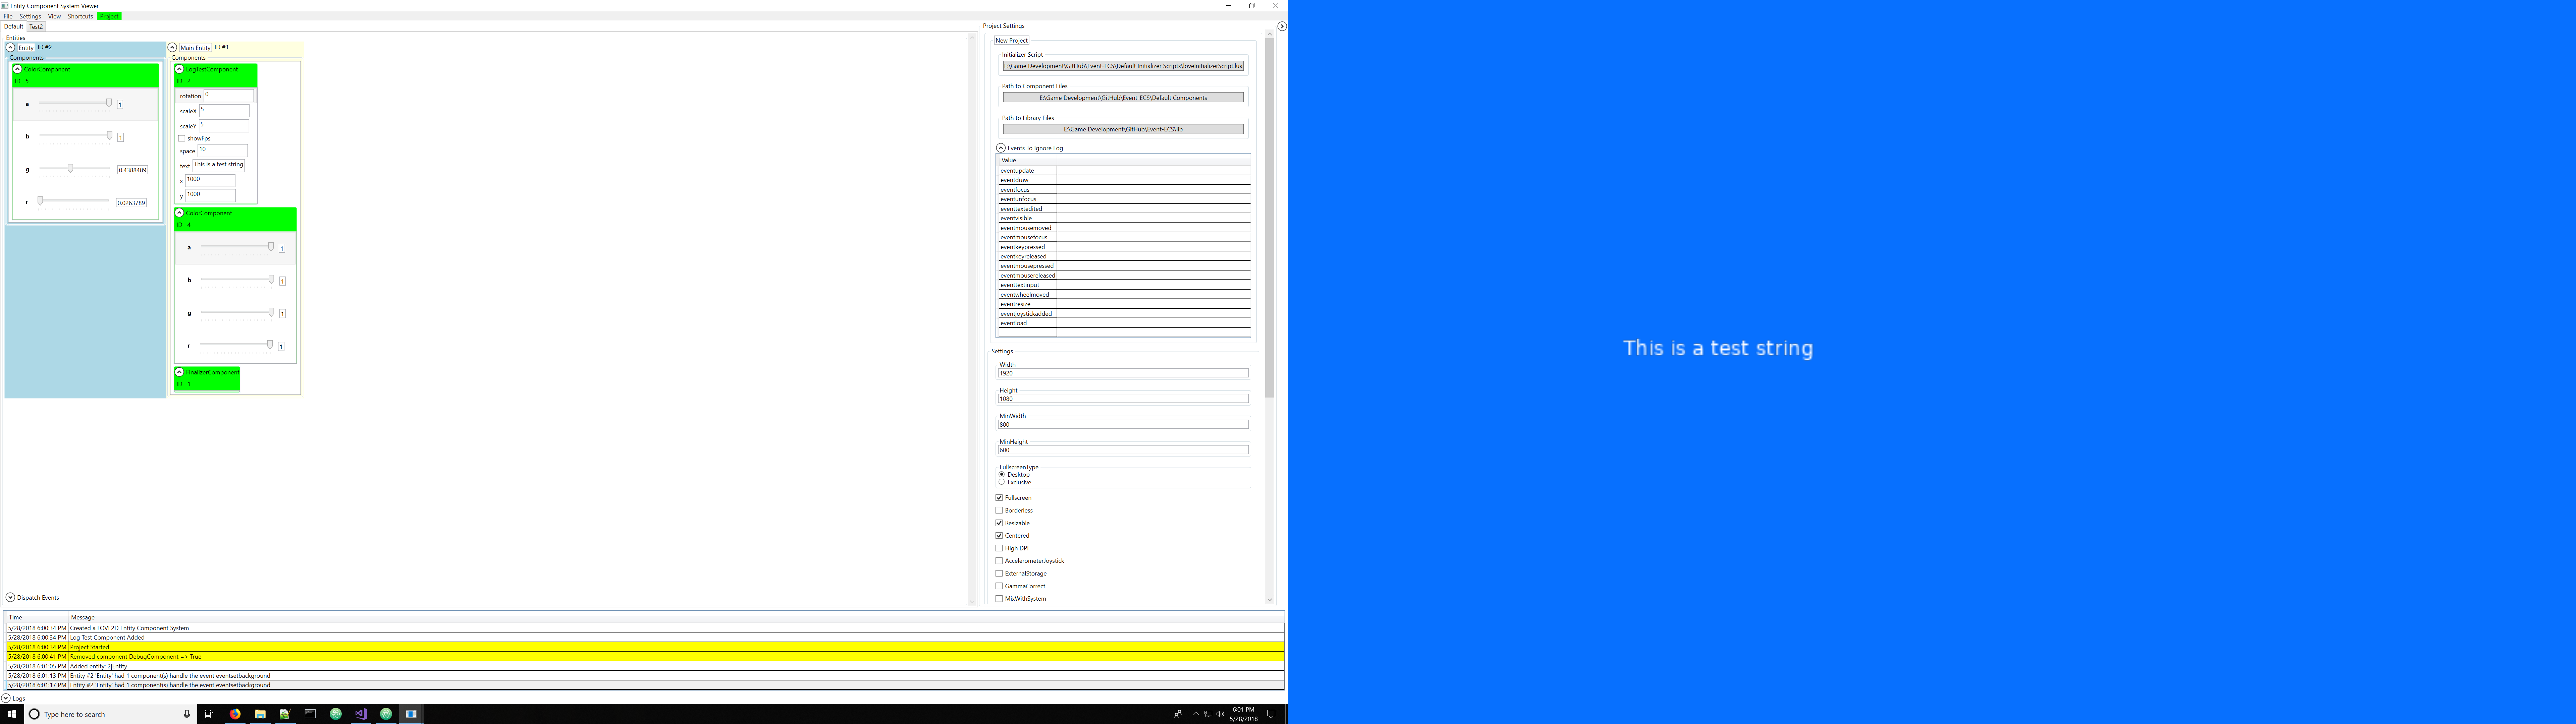 Entity Component System Viewer
File Settings View Shortcuts Project
Default Test2
Entities
Entity ID #2
Components
ColorComponent
ID 5
a 1
b 1
g 0.4388489
r 0.0263789
Main Entity ID #1
Components
LogTestComponent
ID 2
rotation 0
scaleX 5
scaleY 5
showFps
space 10
text This is a test string
x 1000
y 1000
ColorComponent
ID 4
a 1
b 1
g 1
r 1
FinalizerComponent
ID 1
Dispatch Events
Project Settings
New Project
Initializer Script
E:\Game Development\GitHub\Event-ECS\Default Initializer Scripts\loveInitializerScript.lua
Path to Component Files
E:\Game Development\GitHub\Event-ECS\Default Components
Path to Library Files
E:\Game Development\GitHub\Event-ECS\lib
Events To Ignore Log
Value
eventupdate
eventdraw
eventfocus
eventunfocus
eventtextedited
eventvisible
eventmousemoved
eventmousefocus
eventkeypressed
eventkeyreleased
eventmousepressed
eventmousereleased
eventtextinput
eventwheelmoved
eventresize
eventjoystickadded
eventload
Settings
Width
1920
Height
1080
MinWidth
800
MinHeight
600
FullscreenType
Desktop
Exclusive
Fullscreen
Borderless
Resizable
Centered
High DPI
AccelerometerJoystick
ExternalStorage
GammaCorrect
MixWithSystem
Time Message
5/28/2018 6:00:34 PM Created a LOVE2D Entity Component System
5/28/2018 6:00:34 PM Log Test Component Added
5/28/2018 6:00:34 PM Project Started
5/28/2018 6:00:41 PM Removed component DebugComponent => True
5/28/2018 6:01:05 PM Added entity: 2|Entity
5/28/2018 6:01:13 PM Entity #2 'Entity' had 1 component(s) handle the event eventsetbackground
5/28/2018 6:01:17 PM Entity #2 'Entity' had 1 component(s) handle the event eventsetbackground
Logs
Type here to search
6:01 PM
5/28/2018
This is a test string